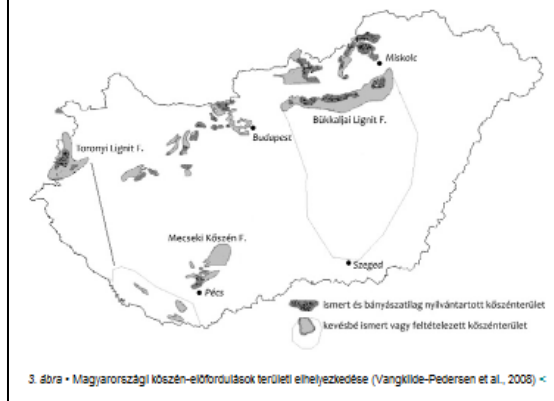 Miskolc
Bükkaljai Lignit F.
Budapest
Toronyi Lignit F.
Mecseki Kőszén F.
Pécs
Szeged
ismert és bányászatilag nyilvántartott kőszénterület
kevésbé ismert vagy feltételezett kőszénterület
3. ábra • Magyarországi kőszén-előfordulások területi elhelyezkedése (Vangkilde-Pedersen et al., 2008) <